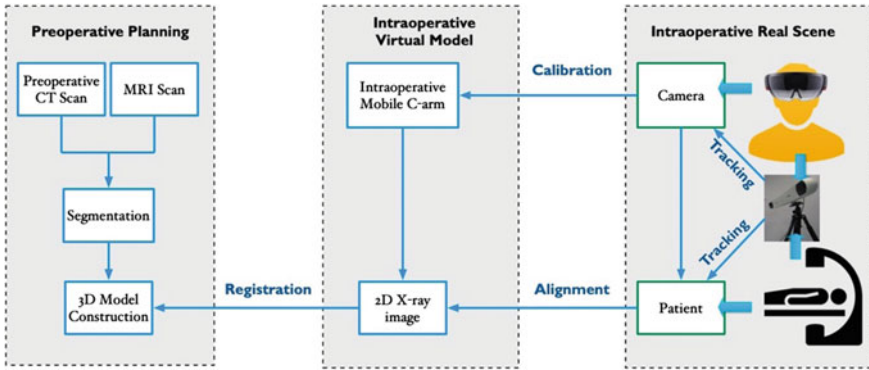 Preoperative Planning
Preoperative
CT Scan
MRI Scan
Segmentation
3D Model
Construction
Registration
Intraoperative
Virtual Model
Intraoperative
Mobile C-arm
2D X-ray
image
Calibration
Alignment
Intraoperative Real Scene
Camera
Tracking
Tracking
Patient